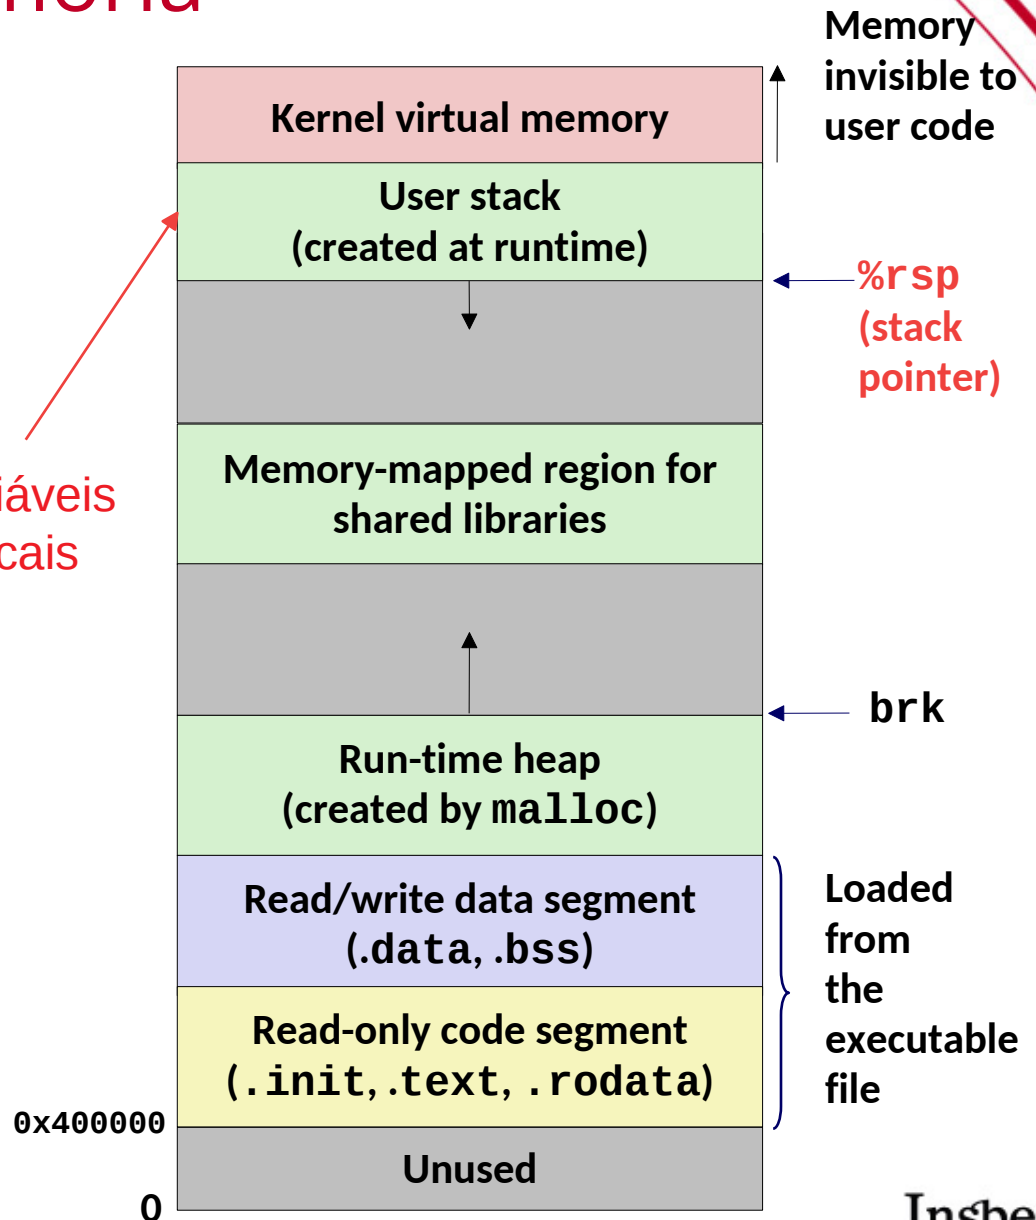 Memory
invisible to
user code
Kernel virtual memory
User stack
(created at runtime)
%rsp
(stack
pointer)
Memory-mapped region for
shared libraries
brk
Run-time heap
(created by malloc)
Read/write data segment
(.data, .bss)
Loaded
from
the
executable
file
Read-only code segment
(.init, .text, .rodata)
0x400000
Unused
0